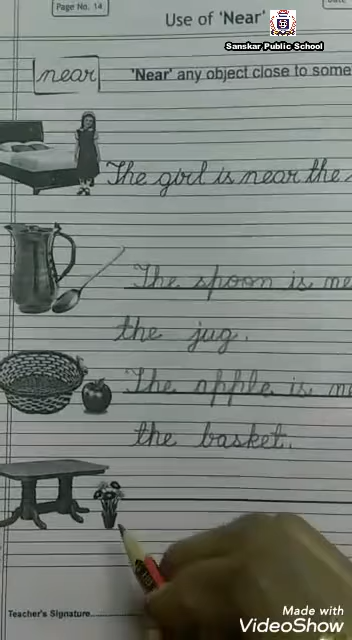 Page No. 14
Use of 'Near'
Sanskar Public School
near
'Near' any object close to some
The girl is near the
The spoon is ne
the jug.
The apple is n
the basket.
Teacher's Signature
Made with
VideoShow